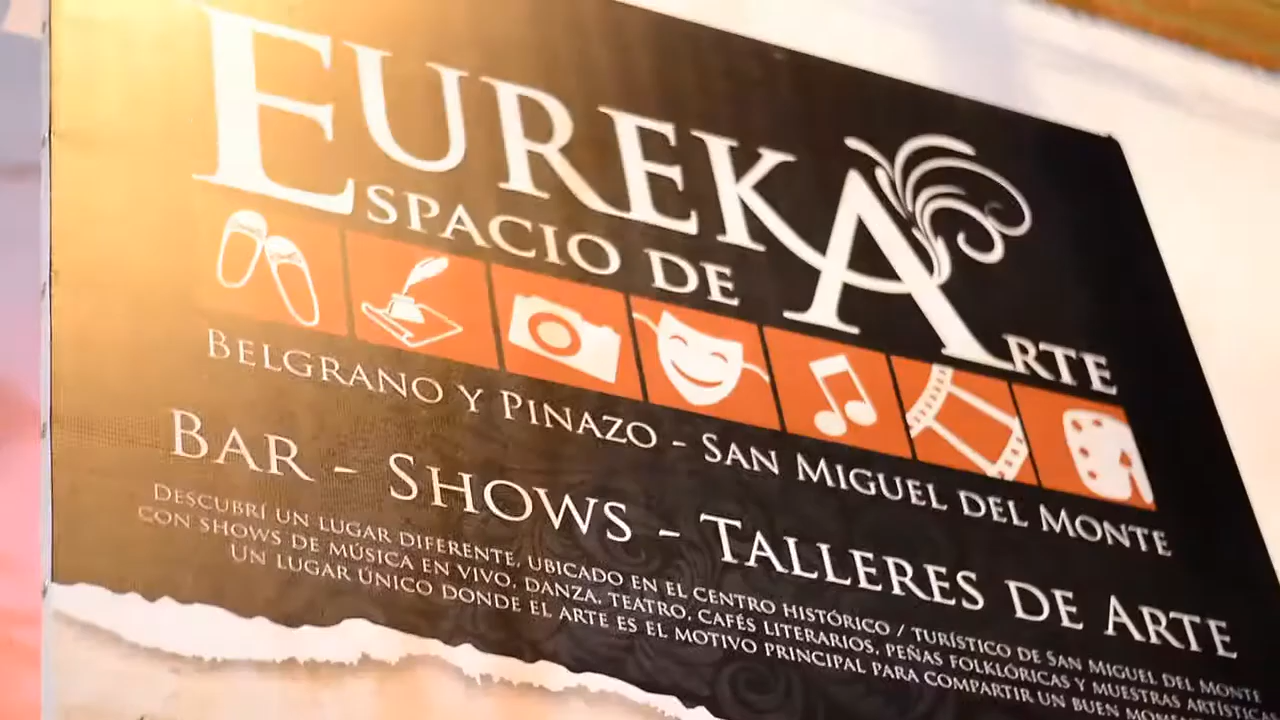 EUREKA
ESPACIO DE ARTE
BELGRANO Y PINAZO - SAN MIGUEL DEL MONTE
BAR - SHOWS - TALLERES DE ARTE
DESCUBRÍ UN LUGAR DIFERENTE, UBICADO EN EL CENTRO HISTÓRICO / TURÍSTICO DE SAN MIGUEL DEL MONTE
CON SHOWS DE MÚSICA EN VIVO, DANZA, TEATRO, CAFÉS LITERARIOS, PEÑAS FOLKLÓRICAS Y MUESTRAS ARTÍSTICAS
UN LUGAR ÚNICO DONDE EL ARTE ES EL MOTIVO PRINCIPAL PARA COMPARTIR UN BUEN